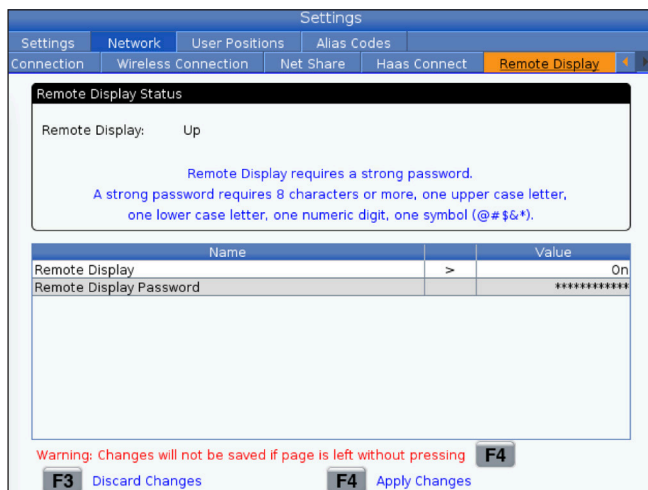 Settings
Settings Network User Positions Alias Codes
Connection Wireless Connection Net Share Haas Connect Remote Display
Remote Display Status
Remote Display: Up
Remote Display requires a strong password.
A strong password requires 8 characters or more, one upper case letter,
one lower case letter, one numeric digit, one symbol (@#$&*).
Name Value
Remote Display > On
Remote Display Password ************
Warning: Changes will not be saved if page is left without pressing F4
F3 Discard Changes F4 Apply Changes